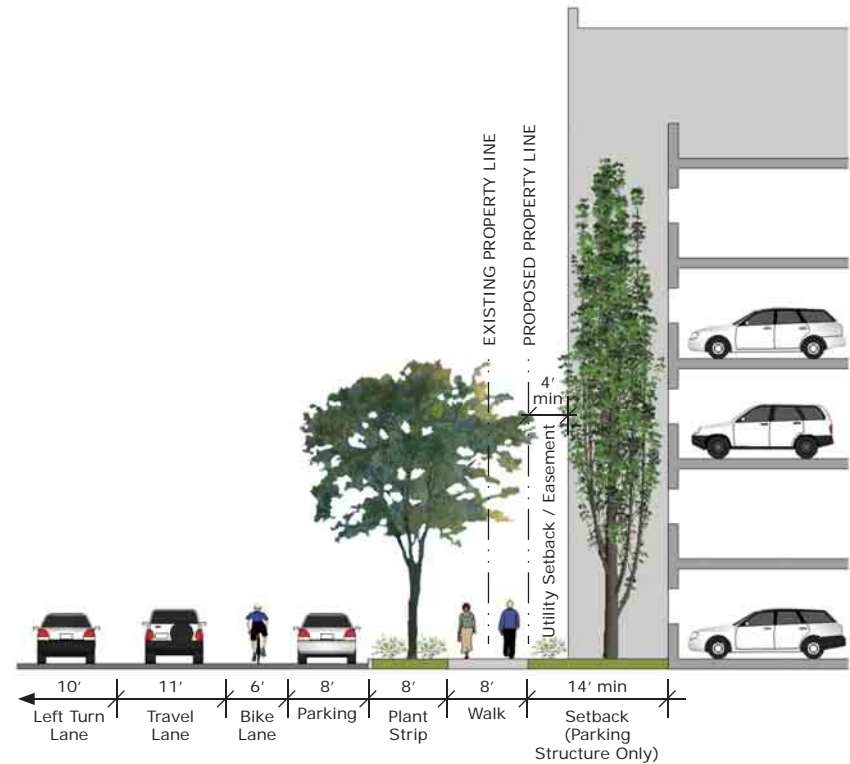 EXISTING PROPERTY LINE
PROPOSED PROPERTY LINE
4'
min
Utility Setback / Easement
10'
11'
6'
8'
8'
8'
14' min
Left Turn
Lane
Travel
Lane
Bike
Lane
Parking
Plant
Strip
Walk
Setback
(Parking
Structure Only)